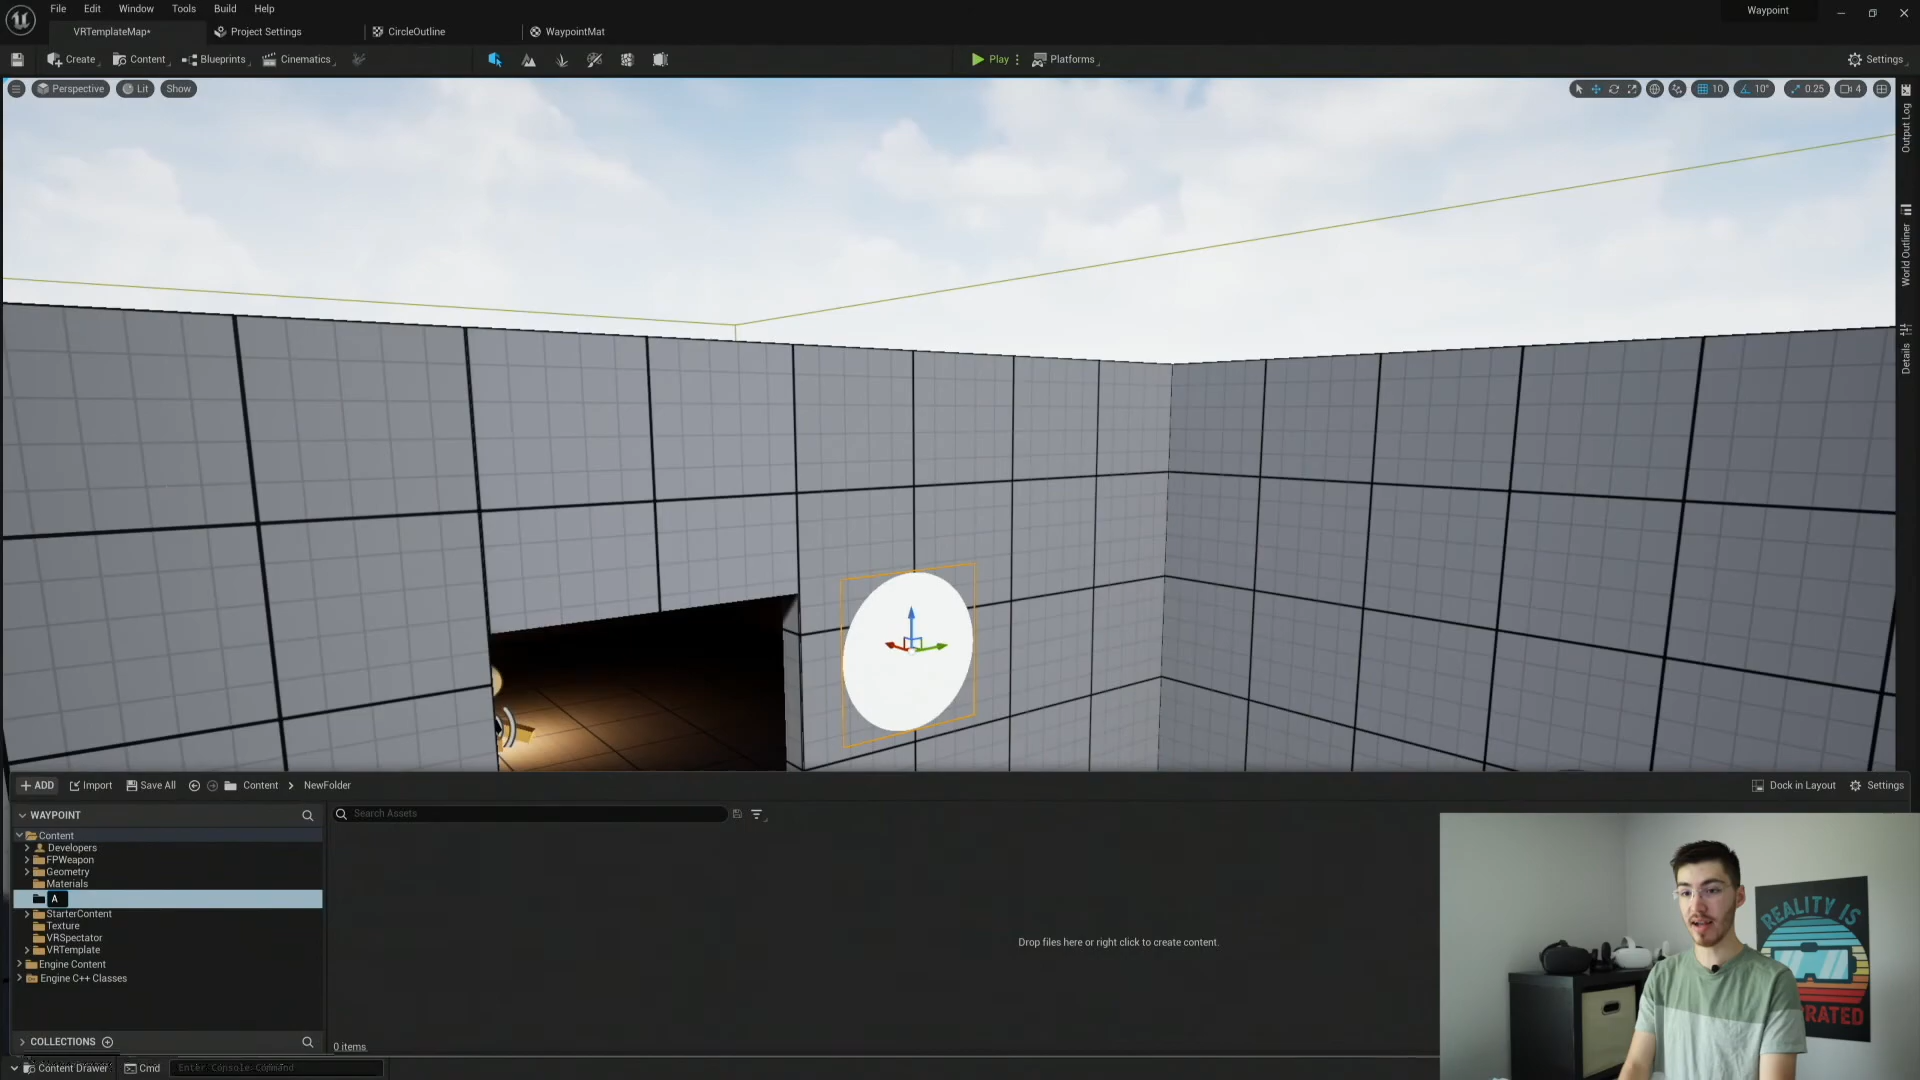 File Edit Window Tools Build Help
Waypoint
VRTemplateMap*
Project Settings
CircleOutline
WaypointMat
Create
Content
Blueprints
Cinematics
Play
Platforms
Settings
Perspective
Lit
Show
10
10°
0.25
4
Output Log
World Outliner
Details
ADD
Import
Save All
Content
NewFolder
Dock in Layout
Settings
WAYPOINT
Search Assets
Content
Developers
FPWeapon
Geometry
Materials
A
StarterContent
Texture
VRSpectator
VRTemplate
Engine Content
Engine C++ Classes
Drop files here or right click to create content.
COLLECTIONS
0 items
Content Drawer
Cmd
Enter Console Command
REALITY IS
RATED